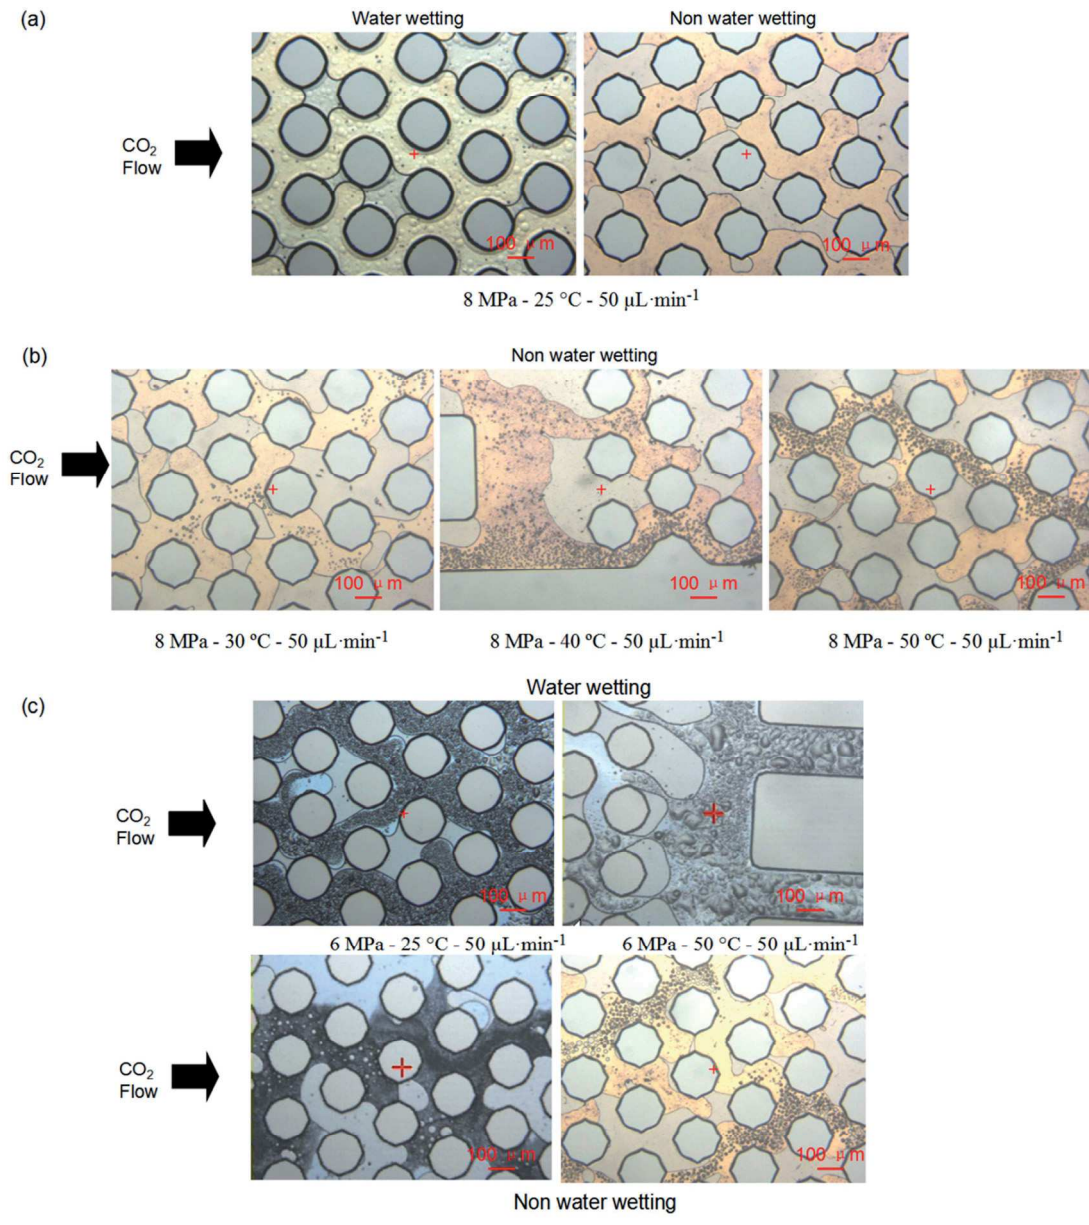 (a)
Water wetting
Non water wetting
CO2
Flow
100 μm
100 μm
8 MPa - 25 °C - 50 μL·min-1
(b)
Non water wetting
CO2
Flow
100 μm
100 μm
100 μm
8 MPa - 30 ºC - 50 μL·min-1
8 MPa - 40 ºC - 50 μL·min-1
8 MPa - 50 ºC - 50 μL·min-1
(c)
Water wetting
CO2
Flow
100 μm
100 μm
6 MPa - 25 °C - 50 μL·min-1
6 MPa - 50 °C - 50 μL·min-1
CO2
Flow
100 μm
100 μm
Non water wetting